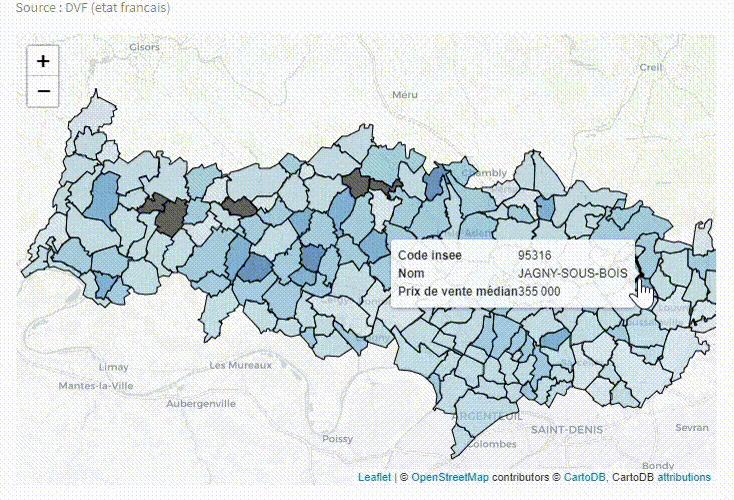 Source : DVF (etat francais)
Gisors
+
−
Creil
Méru
Chambly
Code insee 95316
Nom JAGNY-SOUS-BOIS
Prix de vente médian 355 000
Limay
Les Mureaux
Mantes-la-Ville
Aubergenville
ARGENTEUIL
SAINT-DENIS
Sevran
Poissy
Colombes
Bondy
Leaflet | © OpenStreetMap contributors © CartoDB, CartoDB attributions